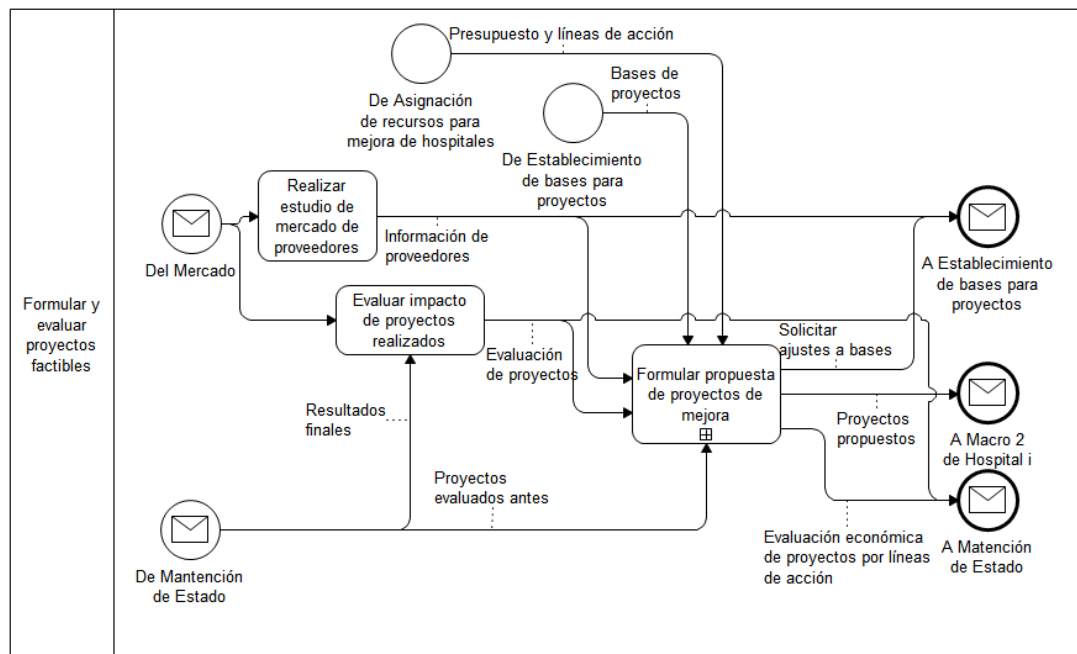 Formular y
evaluar
proyectos
factibles
Presupuesto y líneas de acción
De Asignación
de recursos para
mejora de hospitales
Bases de
proyectos
De Establecimiento
de bases para
proyectos
Del Mercado
Realizar
estudio de
mercado de
proveedores
Información de
proveedores
A Establecimiento
de bases para
proyectos
Evaluar impacto
de proyectos
realizados
Evaluación
de proyectos
Solicitar
ajustes a bases
Formular propuesta
de proyectos de
mejora
Resultados
finales
Proyectos
propuestos
A Macro 2
de Hospital i
Proyectos
evaluados antes
De Mantención
de Estado
Evaluación económica
de proyectos por líneas
de acción
A Matención
de Estado